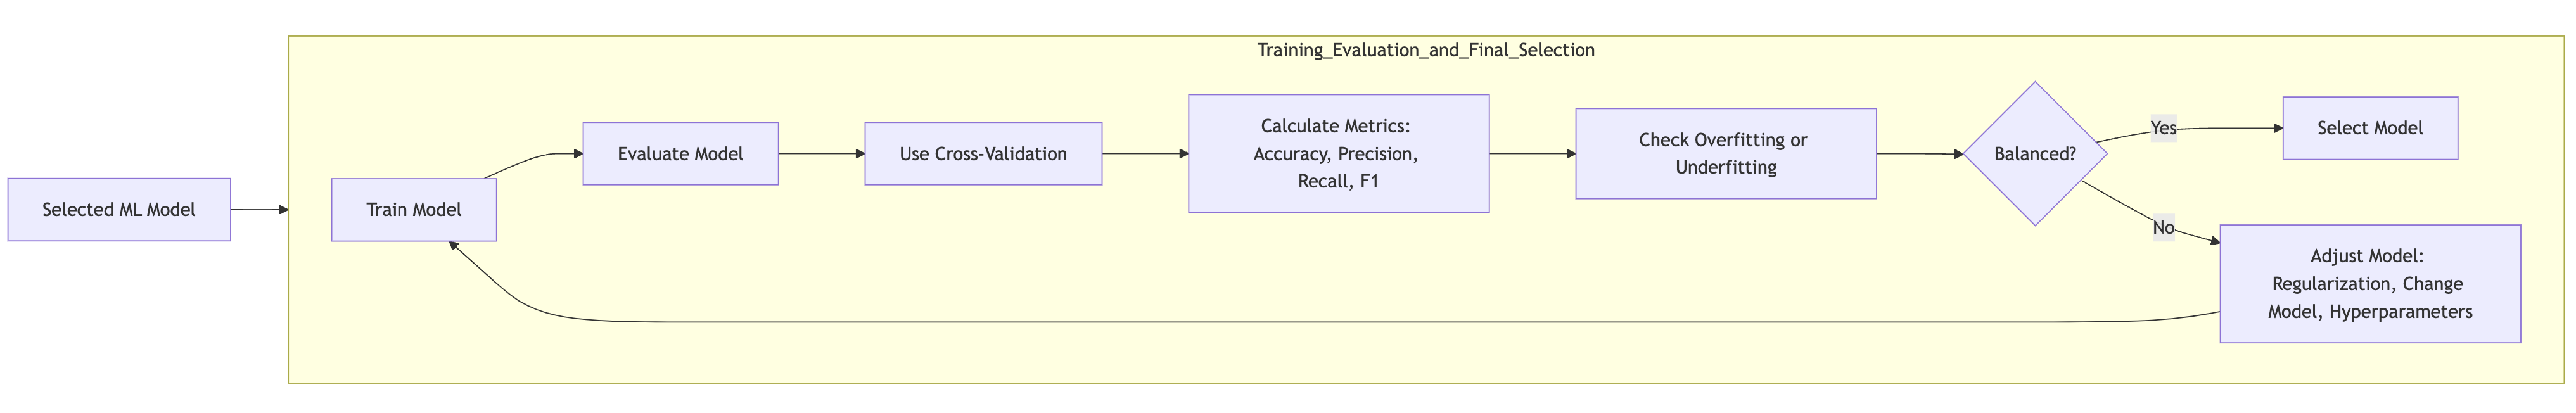 Training_Evaluation_and_Final_Selection
Selected ML Model
Train Model
Evaluate Model
Use Cross-Validation
Calculate Metrics:
Accuracy, Precision,
Recall, F1
Check Overfitting or
Underfitting
Balanced?
Yes
Select Model
No
Adjust Model:
Regularization, Change
Model, Hyperparameters